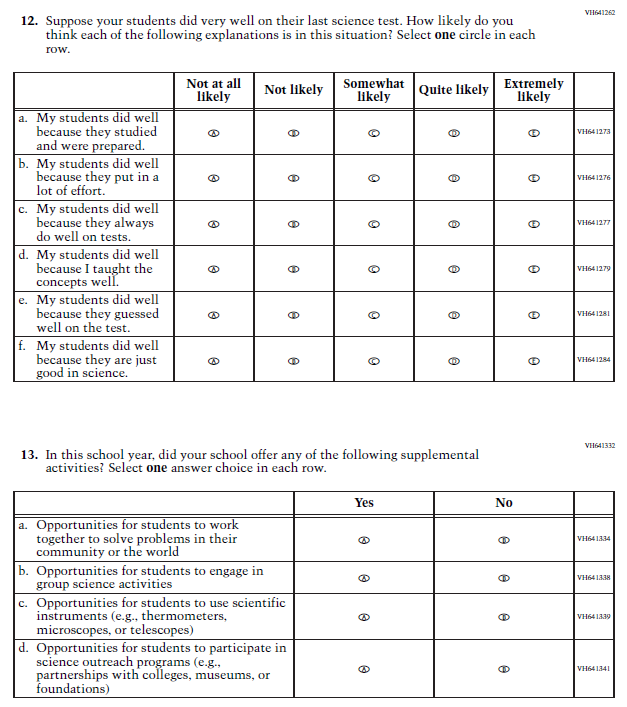 VH641262
12. Suppose your students did very well on their last science test. How likely do you
think each of the following explanations is in this situation? Select one circle in each
row.
Not at all
likely
Not likely
Somewhat
likely
Quite likely
Extremely
likely
a. My students did well
because they studied
and were prepared.
A B C D E VH641273
b. My students did well
because they put in a
lot of effort.
A B C D E VH641276
c. My students did well
because they always
do well on tests.
A B C D E VH641277
d. My students did well
because I taught the
concepts well.
A B C D E VH641279
e. My students did well
because they guessed
well on the test.
A B C D E VH641281
f. My students did well
because they are just
good in science.
A B C D E VH641284
VH641332
13. In this school year, did your school offer any of the following supplemental
activities? Select one answer choice in each row.
Yes No
a. Opportunities for students to work
together to solve problems in their
community or the world
A B VH641334
b. Opportunities for students to engage in
group science activities
A B VH641338
c. Opportunities for students to use scientific
instruments (e.g., thermometers,
microscopes, or telescopes)
A B VH641339
d. Opportunities for students to participate in
science outreach programs (e.g.,
partnerships with colleges, museums, or
foundations)
A B VH641341